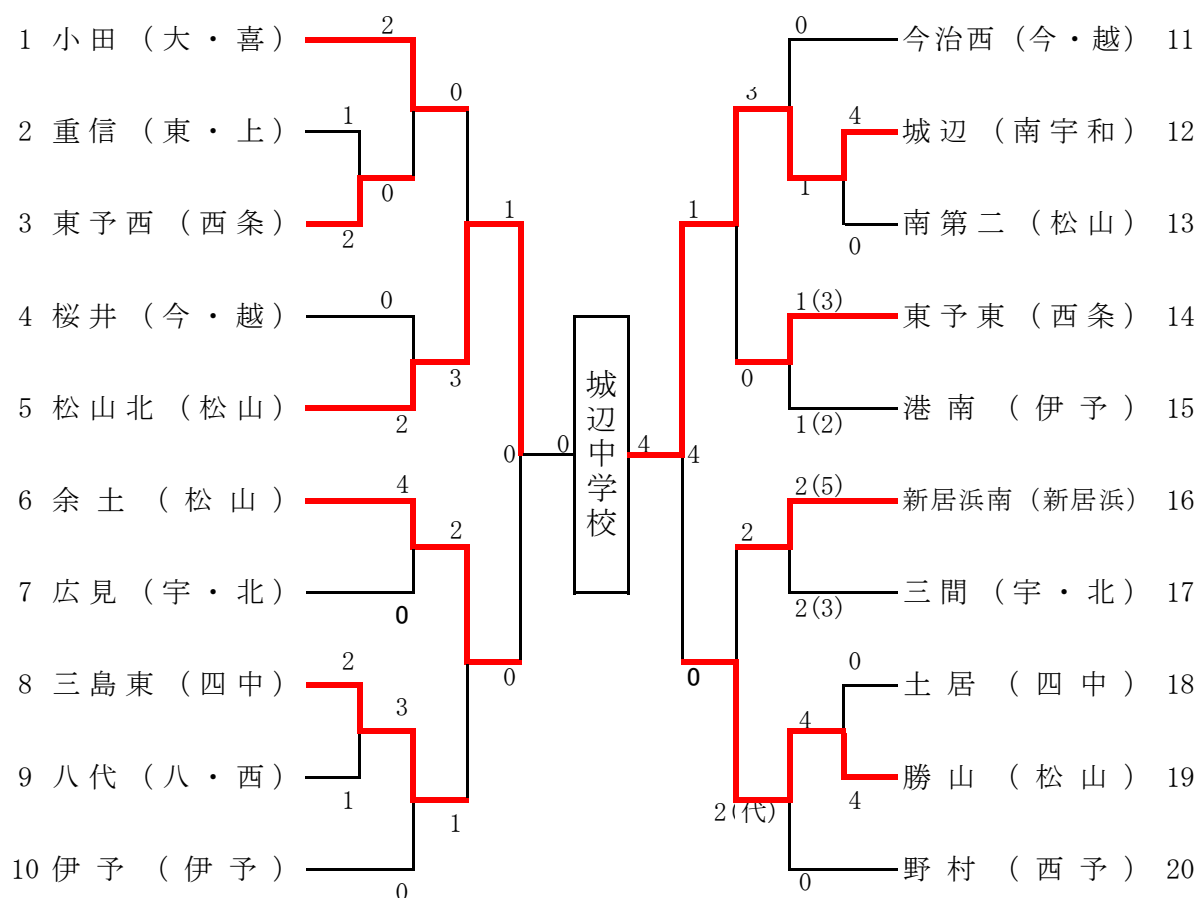 1 小田 (大・喜)
2 重信 (東・上)
3 東予西 (西条)
4 桜井 (今・越)
5 松山北 (松山)
6 余土 (松山)
7 広見 (宇・北)
8 三島東 (四中)
9 八代 (八・西)
10 伊予 (伊予)
2
1
0
0
2
0
2
4
0
2
1
0
0
3
3
2
1
1
0
0
0
城辺中学校
4
4
1
0
3
0
2
2(代)
0
1
4
0
1(3)
1(2)
2(5)
2(3)
0
4
4
0
今治西 (今・越) 11
城辺 (南宇和) 12
南第二 (松山) 13
東予東 (西条) 14
港南 (伊予) 15
新居浜南 (新居浜) 16
三間 (宇・北) 17
土居 (四中) 18
勝山 (松山) 19
野村 (西予) 20